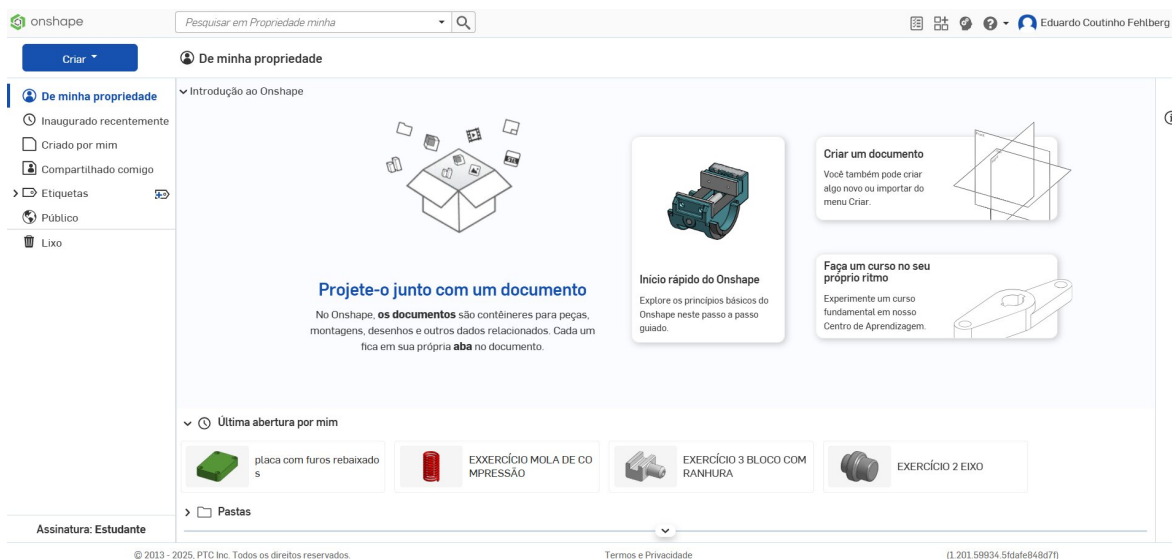 onshape
Pesquisar em Propriedade minha
Eduardo Coutinho Fehlberg
Criar
De minha propriedade
De minha propriedade
Inaugurado recentemente
Criado por mim
Compartilhado comigo
Etiquetas
Público
Lixo
Introdução ao Onshape
Projete-o junto com um documento
No Onshape, os documentos são contêineres para peças,
montagens, desenhos e outros dados relacionados. Cada um
fica em sua própria aba no documento.
Início rápido do Onshape
Explore os princípios básicos do
Onshape neste passo a passo
guiado.
Criar um documento
Você também pode criar
algo novo ou importar do
menu Criar.
Faça um curso no seu
próprio ritmo
Experimente um curso
fundamental em nosso
Centro de Aprendizagem.
Última abertura por mim
placa com furos rebaixado
s
EXXERCÍCIO MOLA DE CO
MPRESSÃO
EXERCÍCIO 3 BLOCO COM
RANHURA
EXERCÍCIO 2 EIXO
Pastas
Assinatura: Estudante
© 2013 - 2025, PTC Inc. Todos os direitos reservados.
Termos e Privacidade
(1.201.59934.5fdafe848d7f)